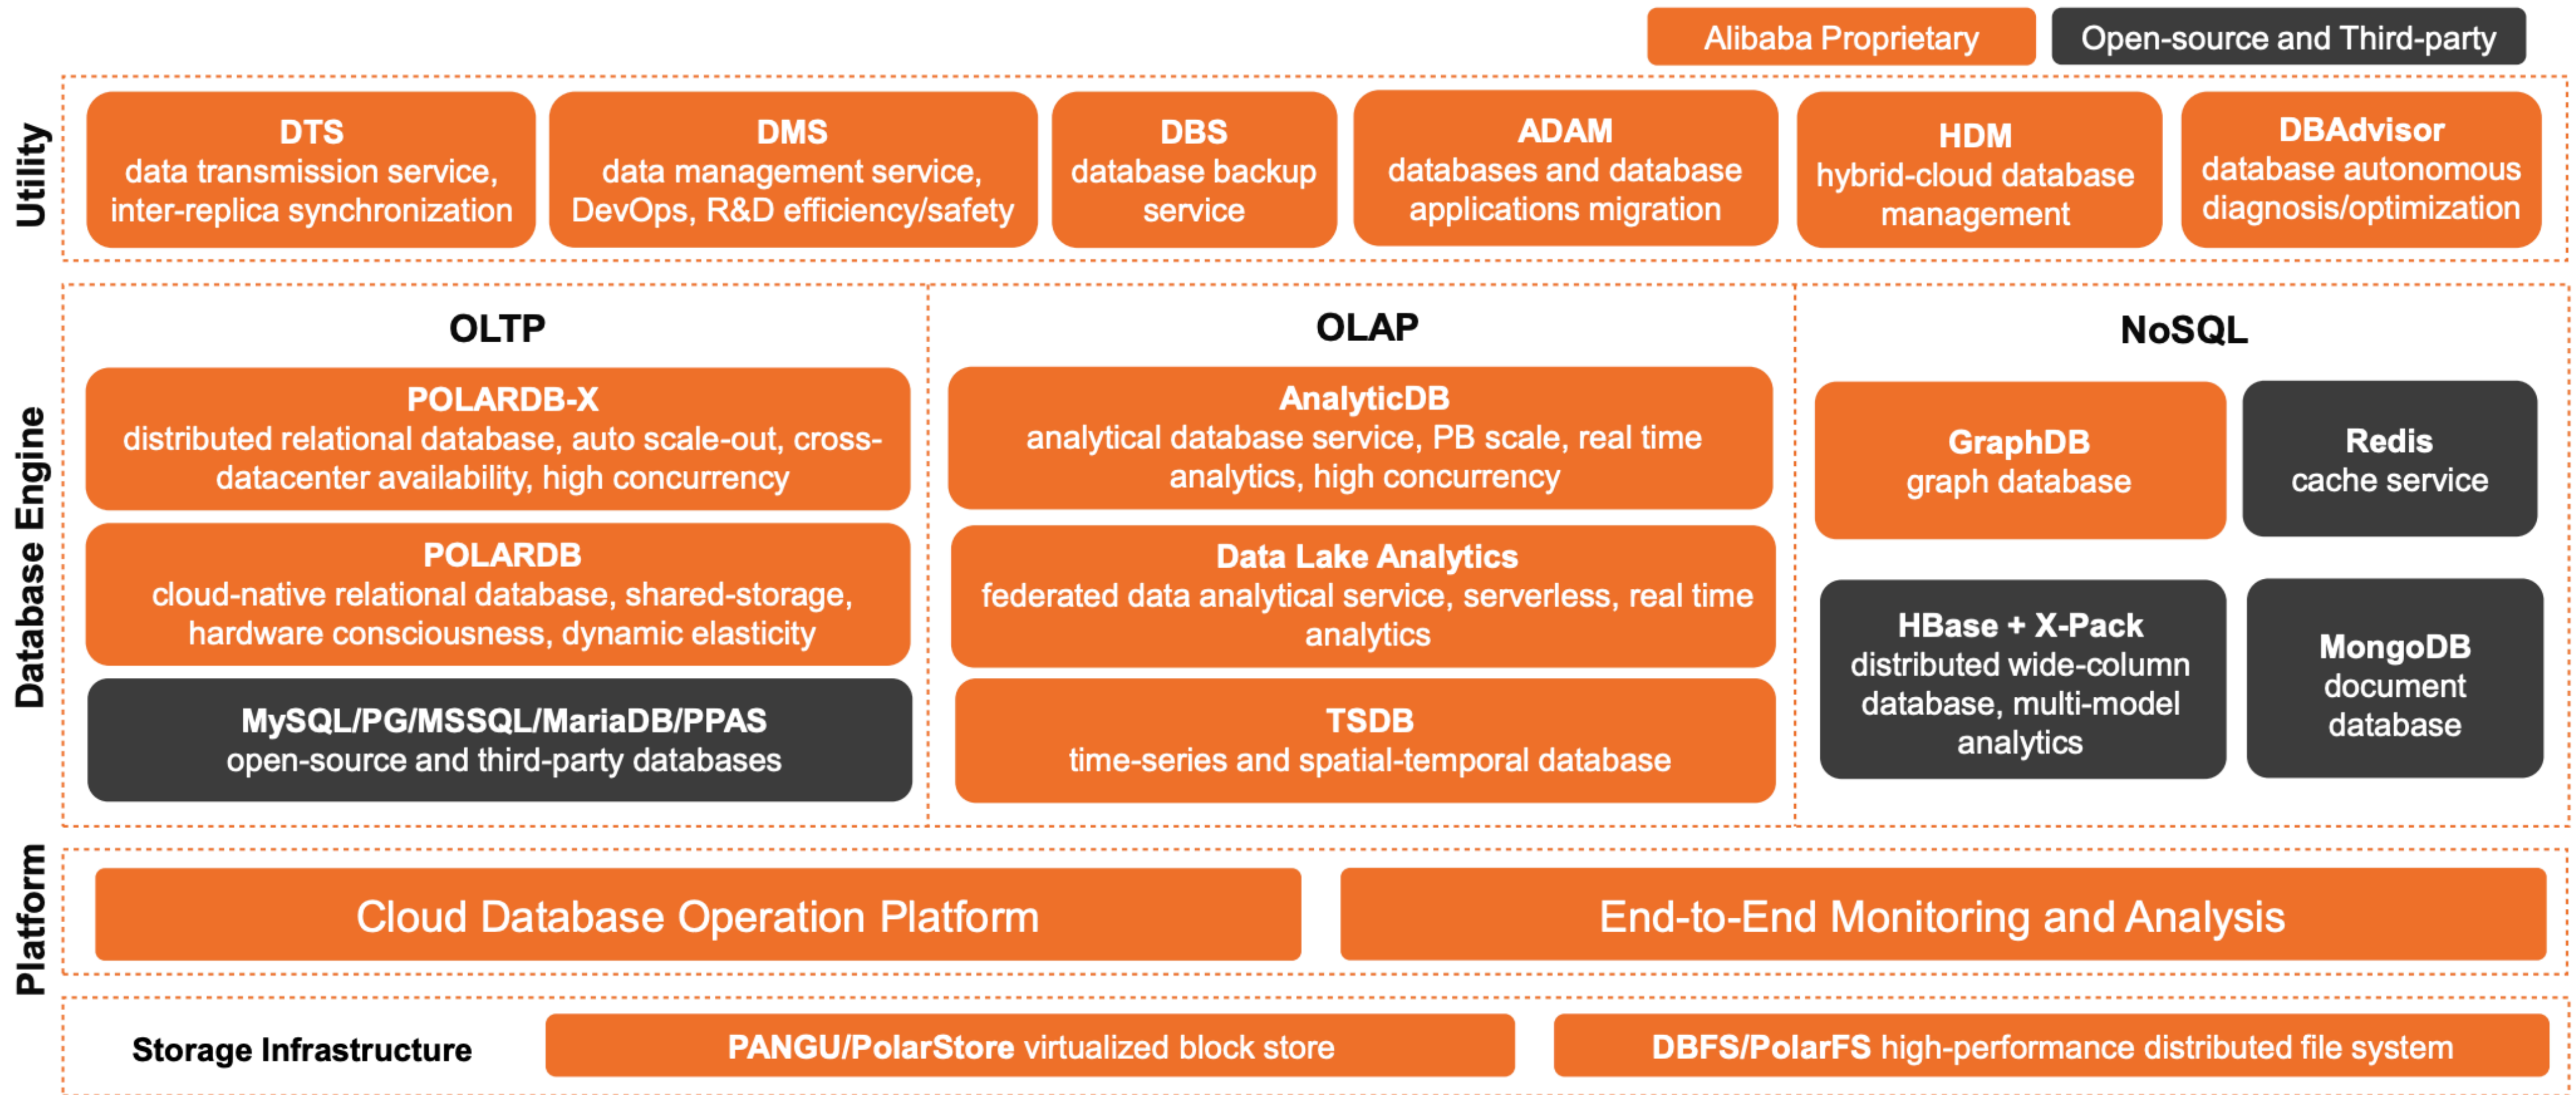 Alibaba Proprietary
Open-source and Third-party
Utility
DTS
data transmission service,
inter-replica synchronization
DMS
data management service,
DevOps, R&D efficiency/safety
DBS
database backup
service
ADAM
databases and database
applications migration
HDM
hybrid-cloud database
management
DBAdvisor
database autonomous
diagnosis/optimization
Database Engine
OLTP
POLARDB-X
distributed relational database, auto scale-out, cross-
datacenter availability, high concurrency
POLARDB
cloud-native relational database, shared-storage,
hardware consciousness, dynamic elasticity
MySQL/PG/MSSQL/MariaDB/PPAS
open-source and third-party databases
OLAP
AnalyticDB
analytical database service, PB scale, real time
analytics, high concurrency
Data Lake Analytics
federated data analytical service, serverless, real time
analytics
TSDB
time-series and spatial-temporal database
NoSQL
GraphDB
graph database
Redis
cache service
HBase + X-Pack
distributed wide-column
database, multi-model
analytics
MongoDB
document
database
Platform
Cloud Database Operation Platform
End-to-End Monitoring and Analysis
Storage Infrastructure
PANGU/PolarStore virtualized block store
DBFS/PolarFS high-performance distributed file system